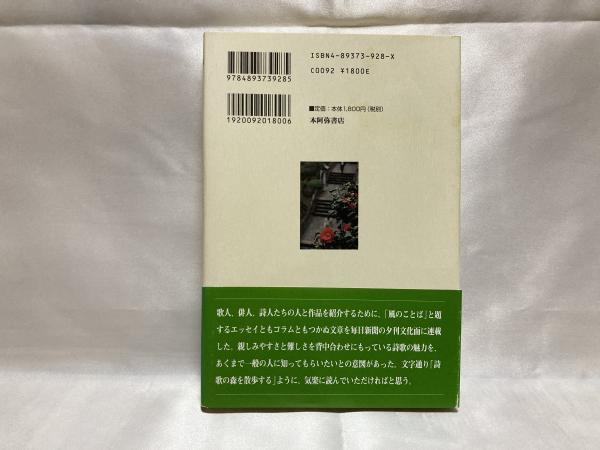 ISBN4-89373-928-X
C0092 ¥1800E
9784893739285
1920092018006
■定価：本体1,800円(税別)
本阿弥書店
歌人、俳人、詩人たちの人と作品を紹介するために、「風のことば」と題
するエッセイともコラムともつかぬ文章を毎日新聞の夕刊文化面に連載
した。親しみやすさと難しさを背中合わせにもっている詩歌の魅力を、
あくまで一般の人に知ってもらいたいとの意図があった。文字通り「詩
歌の森を散歩する」ように、気楽に読んでいただければと思う。